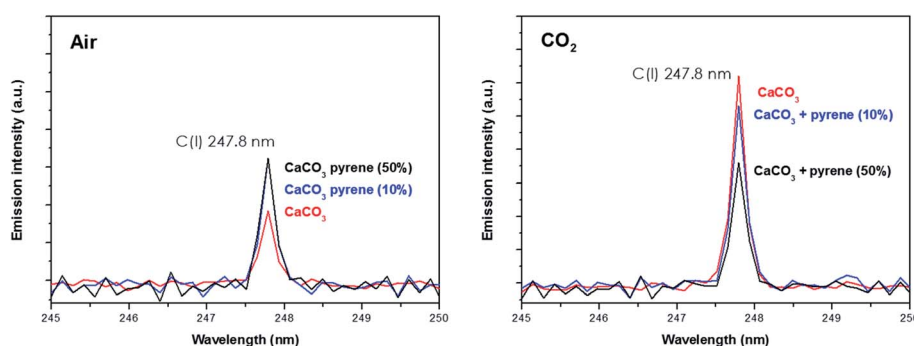 Air
Emission intensity (a.u.)
C(I) 247.8 nm
CaCO₃ pyrene (50%)
CaCO₃ pyrene (10%)
CaCO₃
245 246 247 248 249 250
Wavelength (nm)
CO₂
Emission intensity (a.u.)
C(I) 247.8 nm
CaCO₃
CaCO₃ + pyrene (10%)
CaCO₃ + pyrene (50%)
245 246 247 248 249 250
Wavelength (nm)